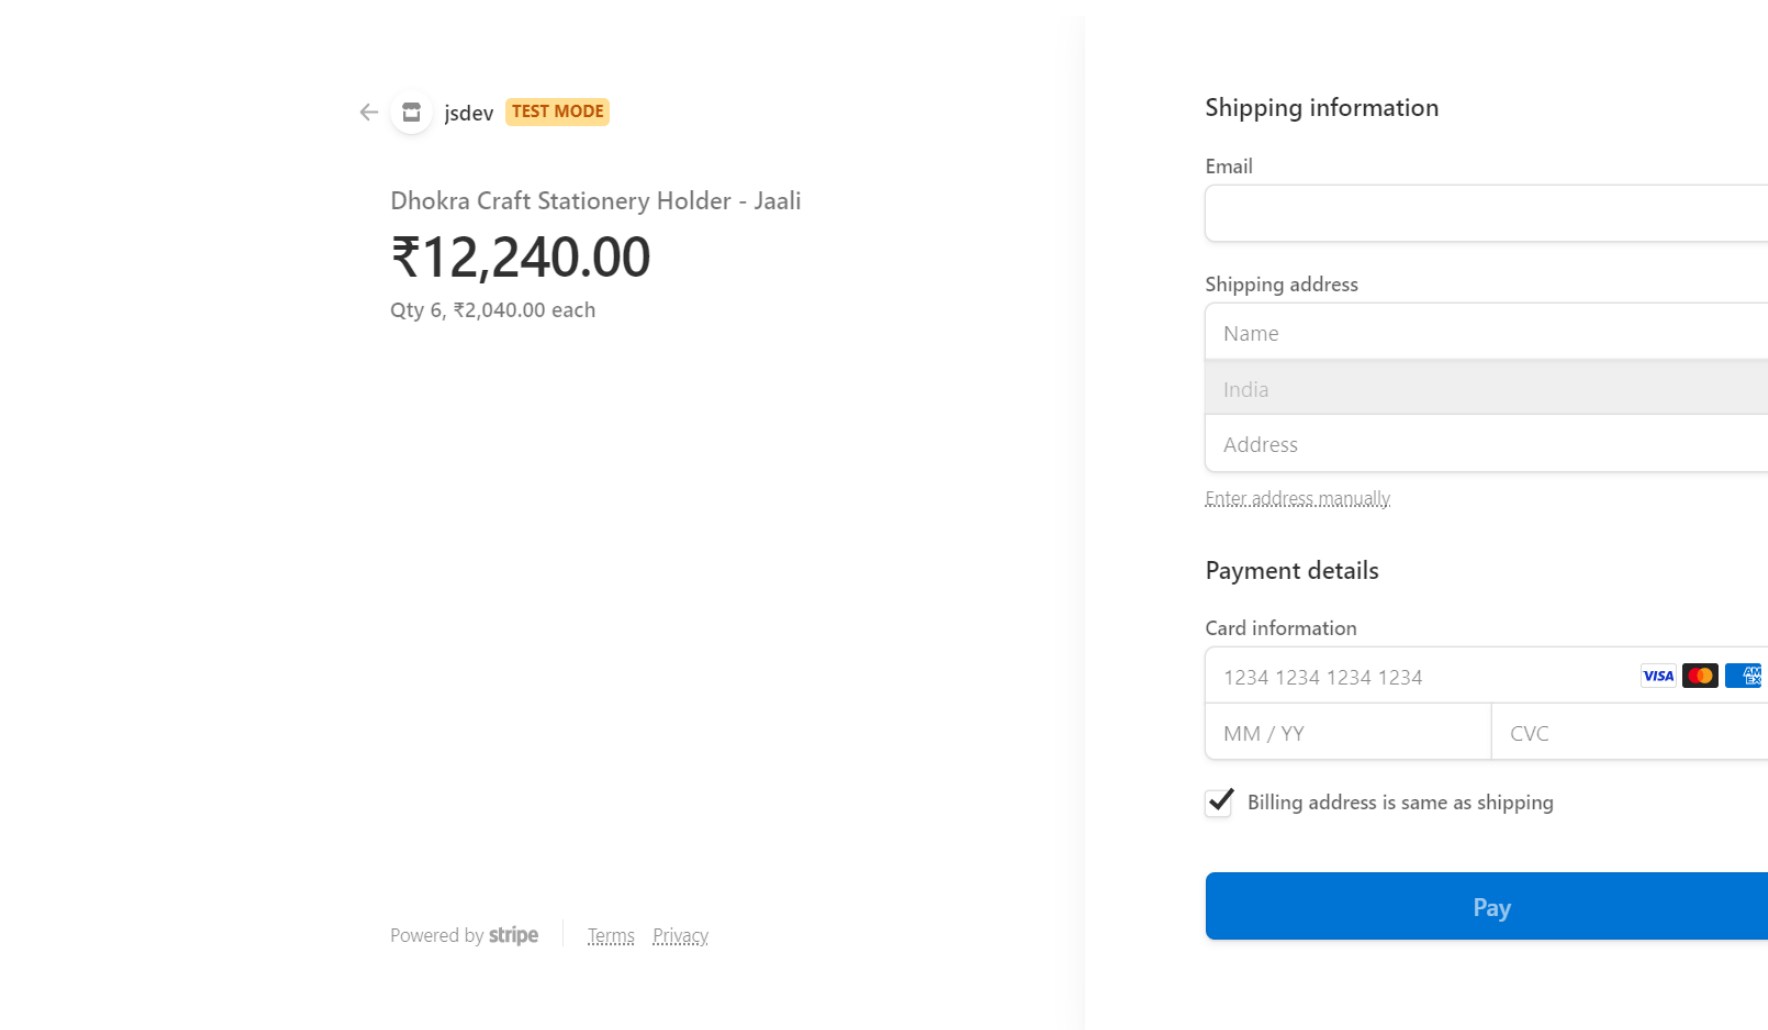 jsdev TEST MODE
Dhokra Craft Stationery Holder - Jaali
₹12,240.00
Qty 6, ₹2,040.00 each
Powered by stripe Terms Privacy
Shipping information
Email
Shipping address
Name
India
Address
Enter address manually
Payment details
Card information
1234 1234 1234 1234 VISA AM EX
MM / YY CVC
Billing address is same as shipping
Pay